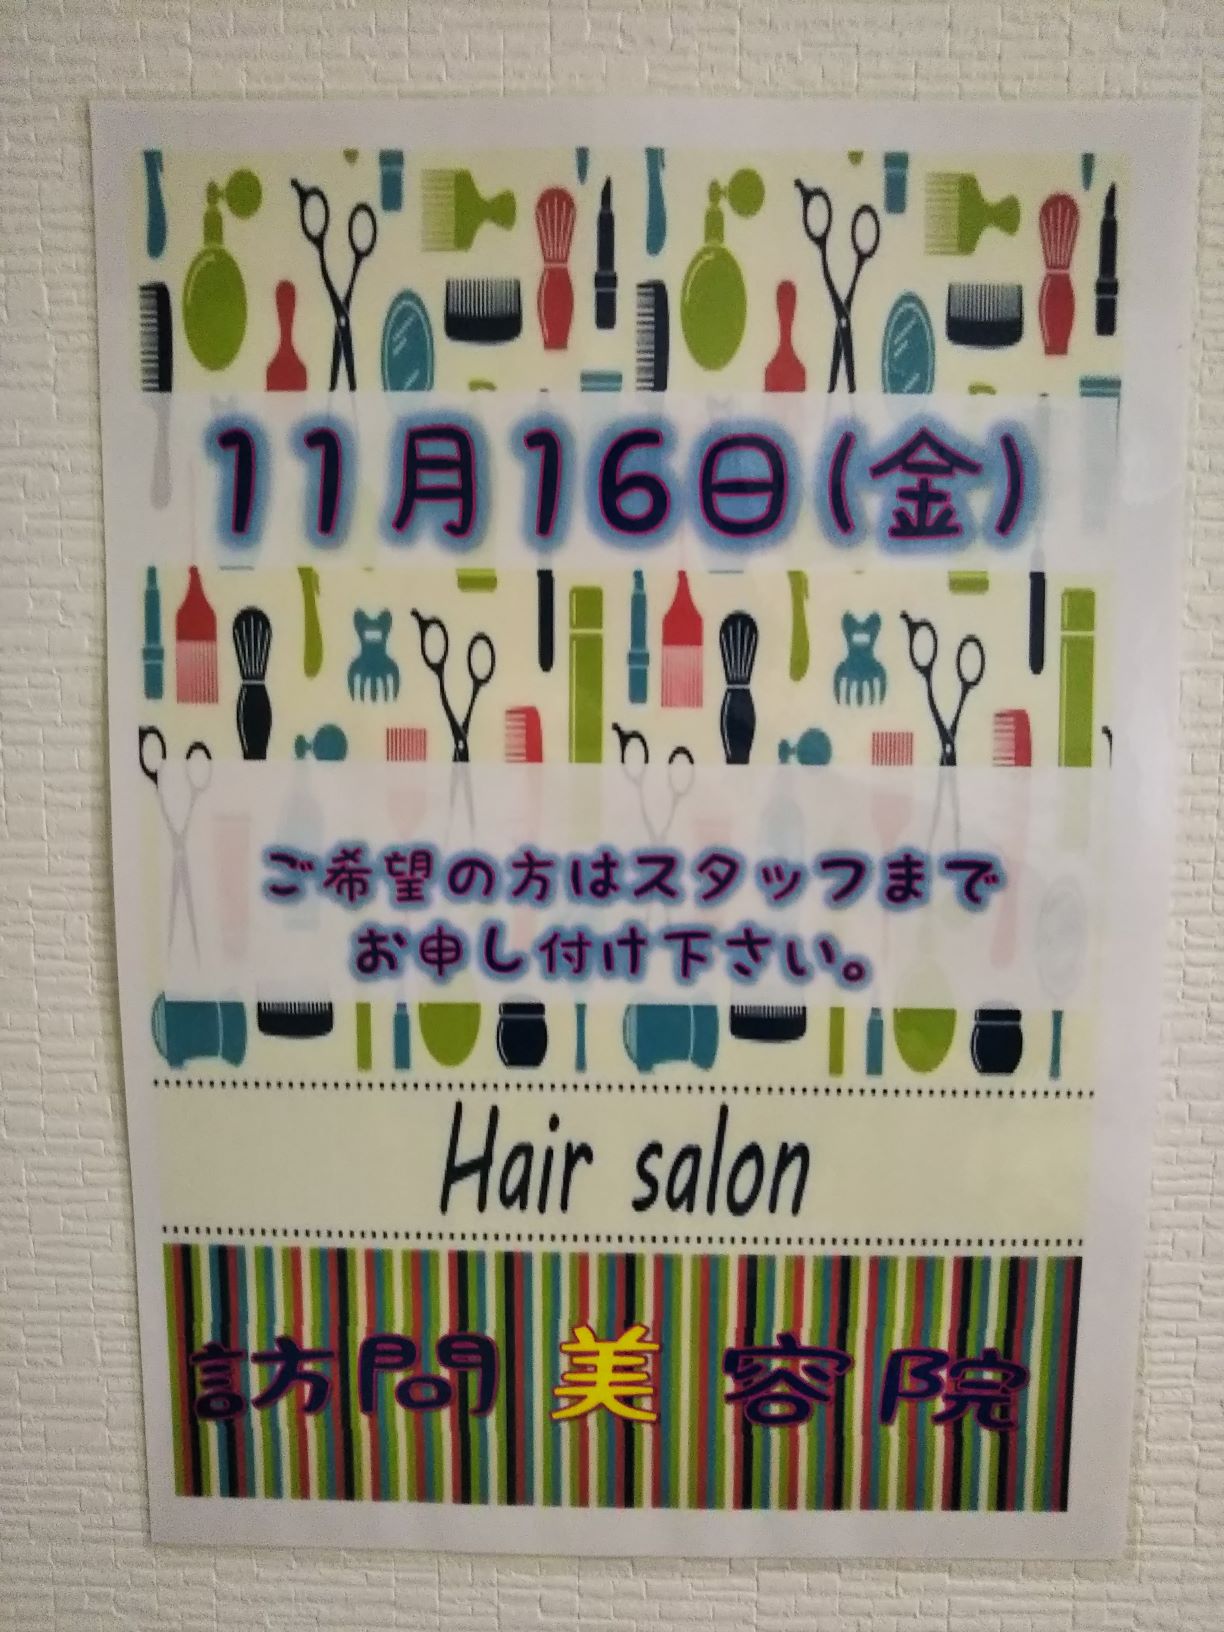 11月16日(金)
ご希望の方はスタッフまで
お申し付け下さい。
Hair salon
訪問美容院